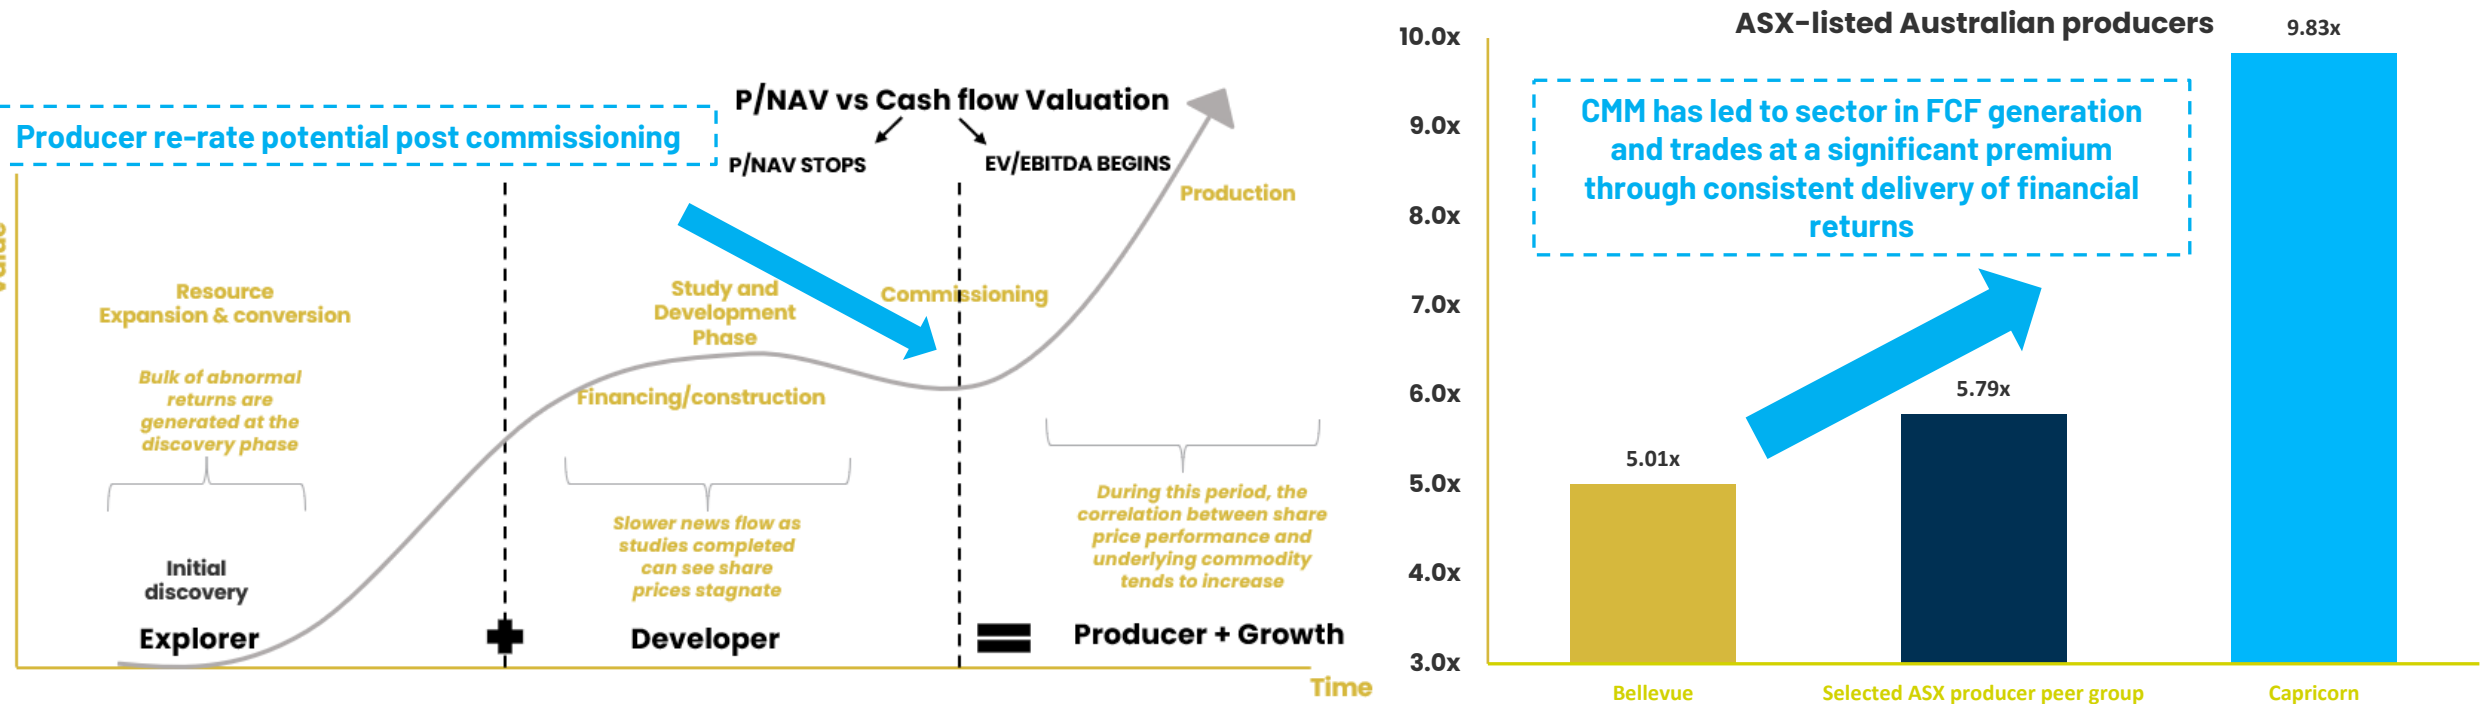 Producer re-rate potential post commissioning
P/NAV vs Cash flow Valuation
P/NAV STOPS
EV/EBITDA BEGINS
Value
Production
Resource
Expansion & conversion
Study and
Development
Phase
Commissioning
Bulk of abnormal
returns are
generated at the
discovery phase
Financing/construction
Initial
discovery
Slower news flow as
studies completed
can see share
prices stagnate
During this period, the
correlation between share
price performance and
underlying commodity
tends to increase
Explorer
Developer
Producer + Growth
Time
ASX-listed Australian producers
CMM has led to sector in FCF generation
and trades at a significant premium
through consistent delivery of financial
returns
10.0x
9.0x
8.0x
7.0x
6.0x
5.0x
4.0x
3.0x
5.01x
5.79x
9.83x
Bellevue
Selected ASX producer peer group
Capricorn